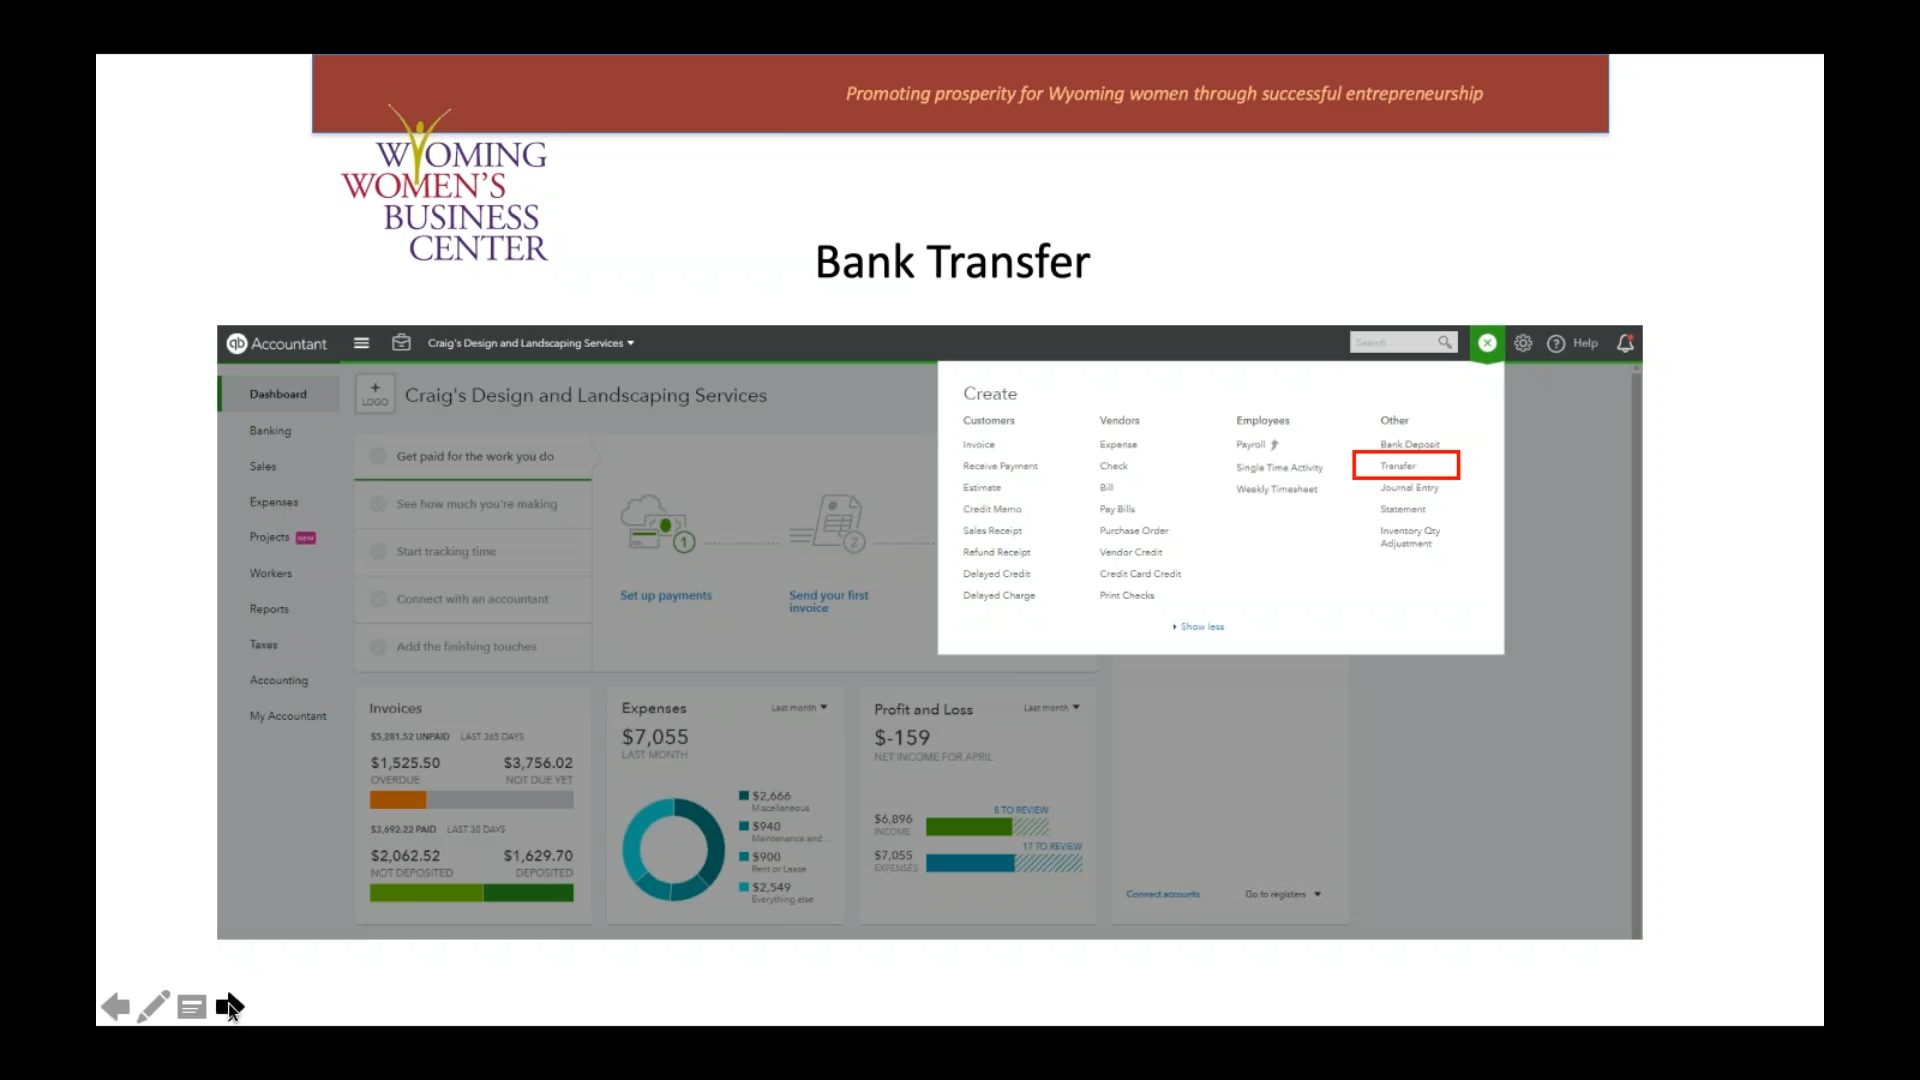 Promoting prosperity for Wyoming women through successful entrepreneurship
WYOMING
WOMEN'S
BUSINESS
CENTER
Bank Transfer
qb Accountant
Craig's Design and Landscaping Services
Search
Help
Dashboard
Banking
Sales
Expenses
Projects NEW
Workers
Reports
Taxes
Accounting
My Accountant
+
LOGO
Craig's Design and Landscaping Services
Get paid for the work you do
See how much you're making
Start tracking time
Connect with an accountant
Add the finishing touches
1
2
Set up payments
Send your first
invoice
Create
Customers
Invoice
Receive Payment
Estimate
Credit Memo
Sales Receipt
Refund Receipt
Delayed Credit
Delayed Charge
Vendors
Expense
Check
Bill
Pay Bills
Purchase Order
Vendor Credit
Credit Card Credit
Print Checks
Employees
Payroll
Single Time Activity
Weekly Timesheet
Other
Bank Deposit
Transfer
Journal Entry
Statement
Inventory Qty
Adjustment
Show less
Invoices
$5,281.52 UNPAID LAST 365 DAYS
$1,525.50 $3,756.02
OVERDUE NOT DUE YET
$3,692.22 PAID LAST 30 DAYS
$2,062.52 $1,629.70
NOT DEPOSITED DEPOSITED
Expenses Last month
$7,055
LAST MONTH
$2,666
Miscellaneous
$940
Maintenance and ...
$900
Rent or Lease
$2,549
Everything else
Profit and Loss Last month
$-159
NET INCOME FOR APRIL
8 TO REVIEW
$6,896
INCOME
17 TO REVIEW
$7,055
EXPENSES
Connect accounts Go to registers